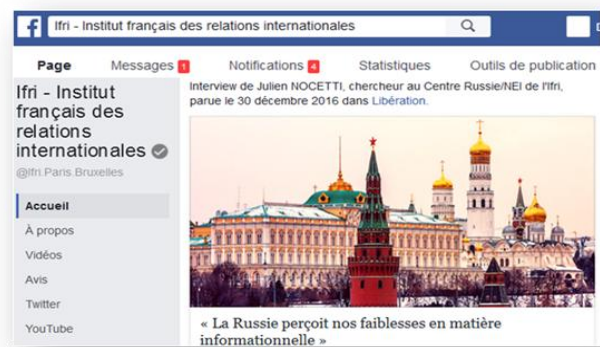 f Ifri - Institut français des relations internationales
Page Messages 1 Notifications 4 Statistiques Outils de publication
Ifri - Institut
français des
relations
internationales
@Ifri.Paris.Bruxelles
Accueil
À propos
Vidéos
Avis
Twitter
YouTube
Interview de Julien NOCETTI, chercheur au Centre Russie/NEI de l'Ifri,
parue le 30 décembre 2016 dans Libération.
« La Russie perçoit nos faiblesses en matière
informationnelle »